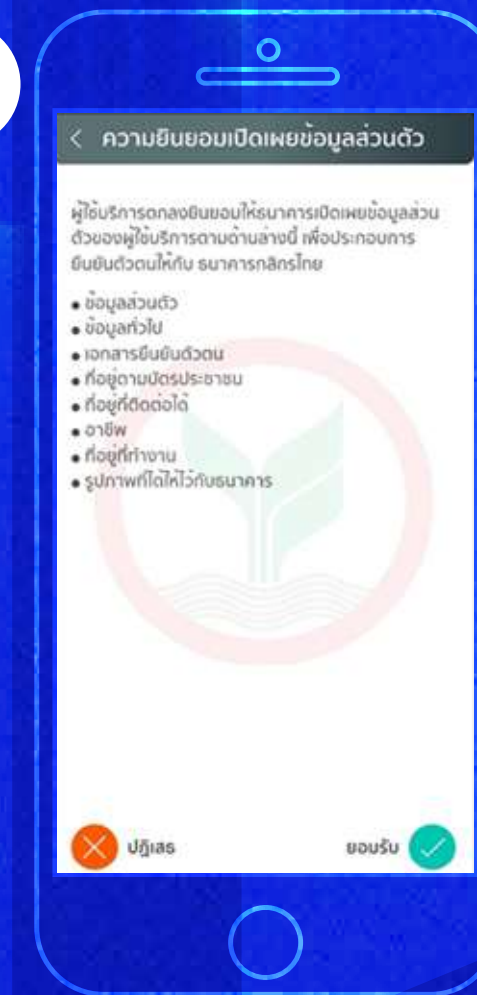 < ความยินยอมเปิดเผยข้อมูลส่วนตัว
ผู้ใช้บริการตกลงยินยอมให้ธนาคารเปิดเผยข้อมูลส่วน
ตัวของผู้ใช้บริการตามด้านล่างนี้ เพื่อประกอบการ
ยืนยันตัวตนให้กับ ธนาคารกสิกรไทย
• ข้อมูลส่วนตัว
• ข้อมูลทั่วไป
• เอกสารยืนยันตัวตน
• ที่อยู่ตามบัตรประชาชน
• ที่อยู่ที่ติดต่อได้
• อาชีพ
• ที่อยู่ที่ทำงาน
• รูปภาพที่ได้ให้ไว้กับธนาคาร
ปฏิเสธ ยอมรับ